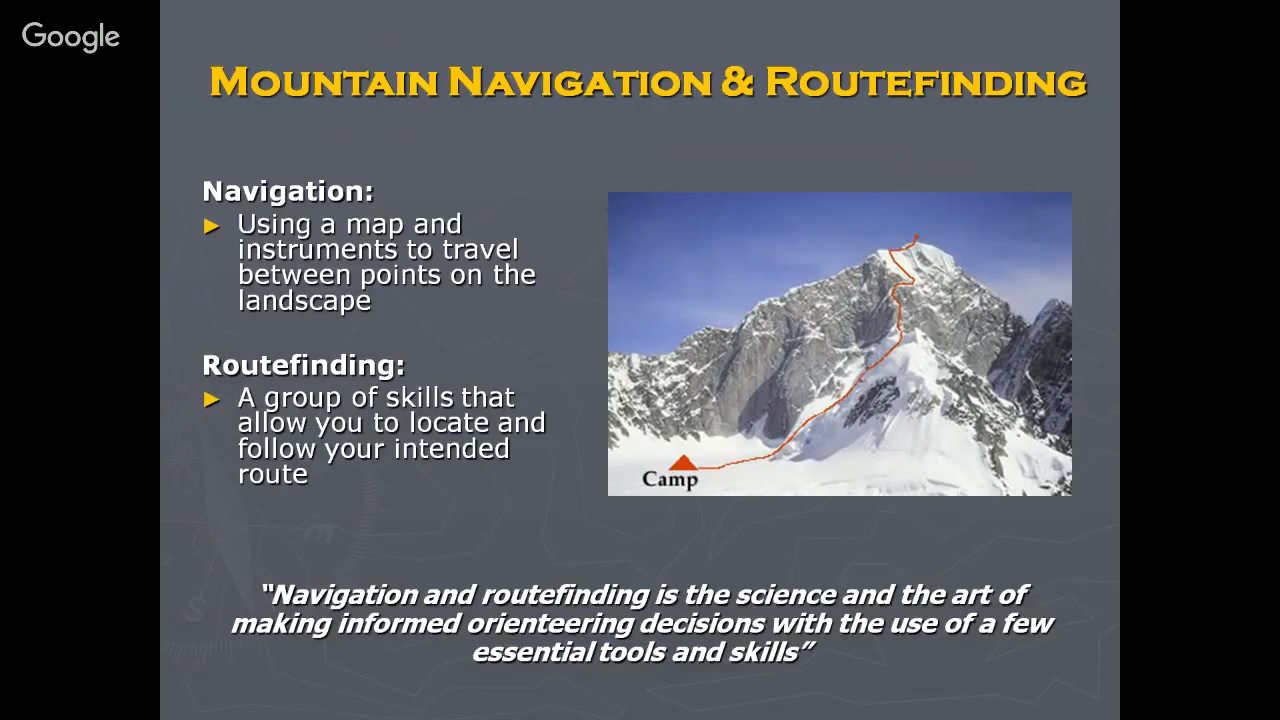 Google
MOUNTAIN NAVIGATION & ROUTEFINDING
Navigation:
► Using a map and
instruments to travel
between points on the
landscape
Routefinding:
► A group of skills that
allow you to locate and
follow your intended
route
Camp
“Navigation and routefinding is the science and the art of
making informed orienteering decisions with the use of a few
essential tools and skills”
S